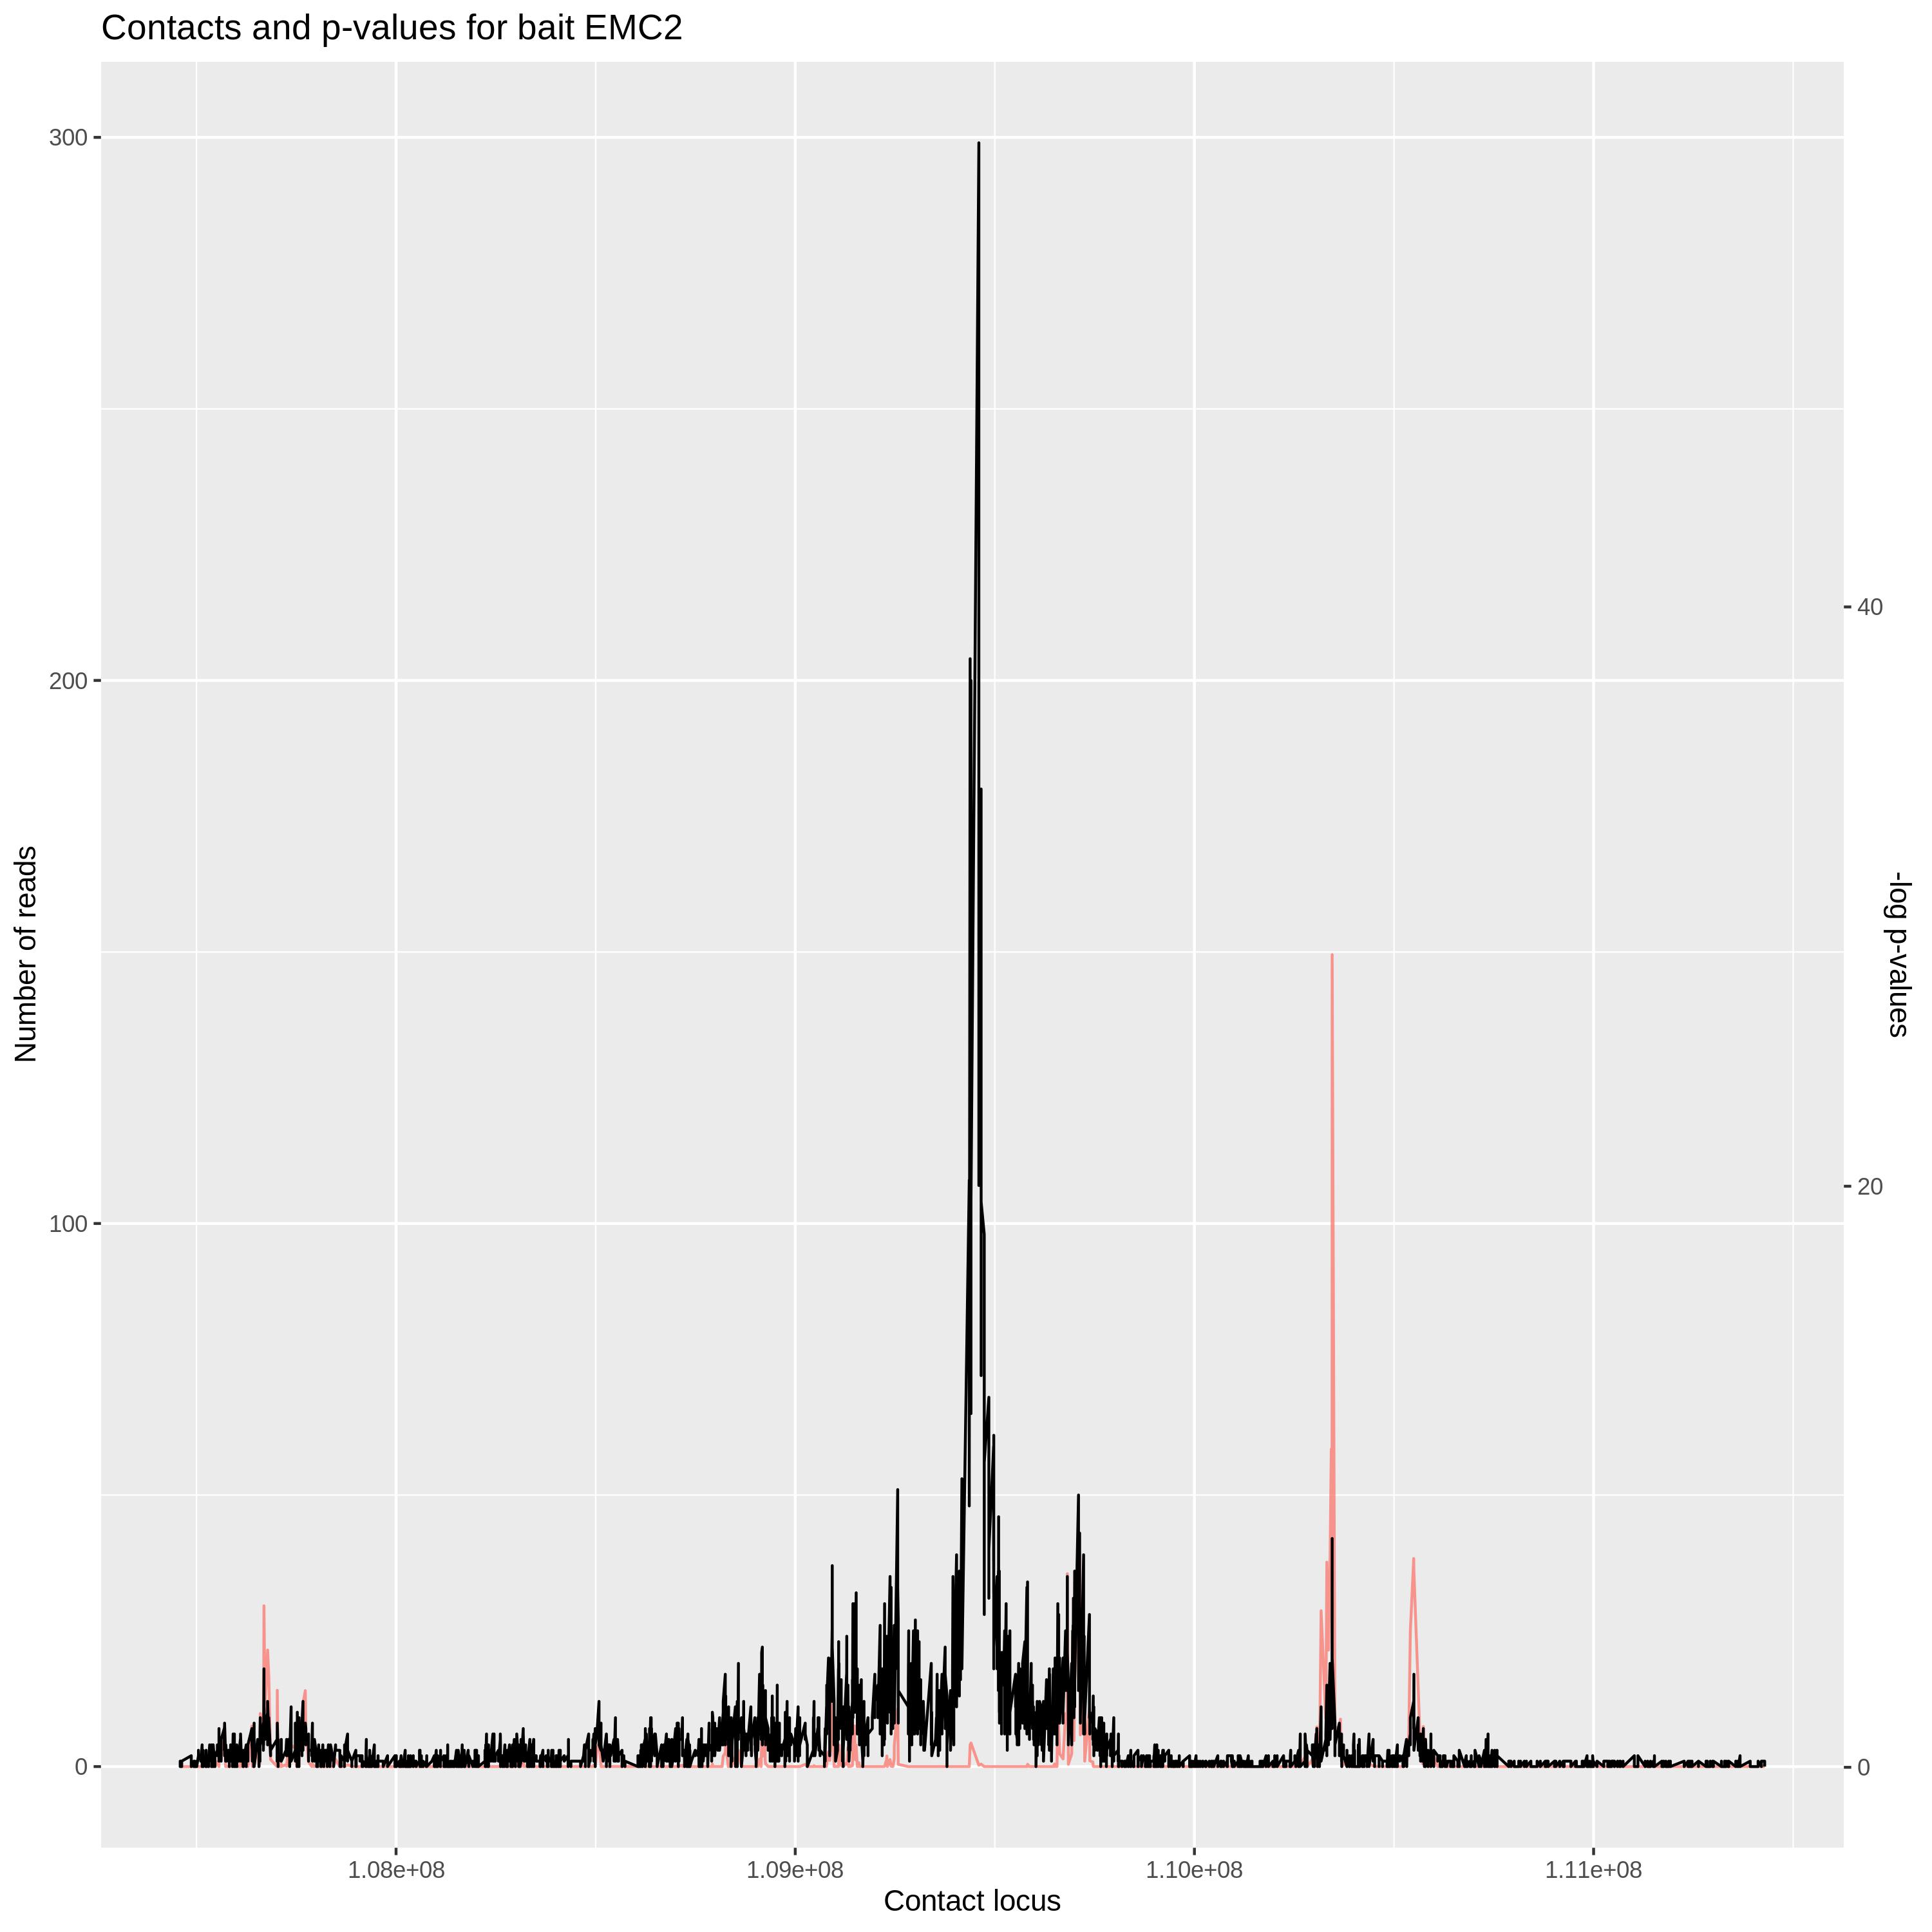 Contacts and p-values for bait EMC2
300
200
100
0
Number of reads
40
20
0
-log p-values
1.08e+08
1.09e+08
1.10e+08
1.11e+08
Contact locus